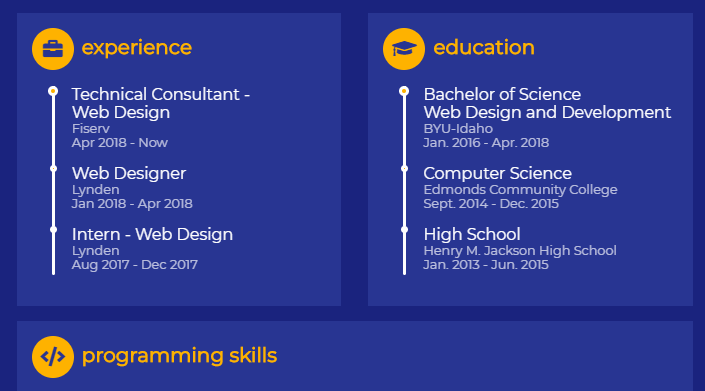 experience
Technical Consultant -
Web Design
Fiserv
Apr 2018 - Now
Web Designer
Lynden
Jan 2018 - Apr 2018
Intern - Web Design
Lynden
Aug 2017 - Dec 2017
education
Bachelor of Science
Web Design and Development
BYU-Idaho
Jan. 2016 - Apr. 2018
Computer Science
Edmonds Community College
Sept. 2014 - Dec. 2015
High School
Henry M. Jackson High School
Jan. 2013 - Jun. 2015
programming skills